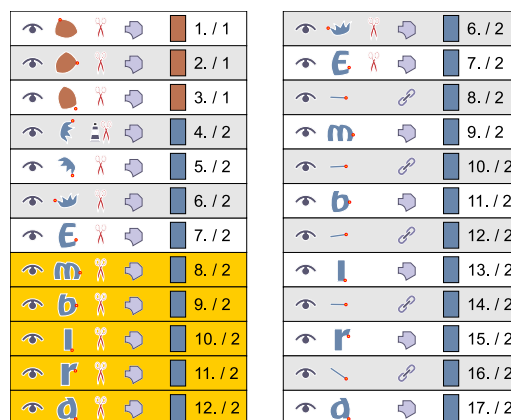 1. / 1
2. / 1
3. / 1
4. / 2
5. / 2
6. / 2
E 7. / 2
m 8. / 2
b 9. / 2
l 10. / 2
r 11. / 2
a 12. / 2
6. / 2
E 7. / 2
8. / 2
m 9. / 2
10. / 2
b 11. / 2
12. / 2
l 13. / 2
14. / 2
r 15. / 2
16. / 2
a 17. / 2